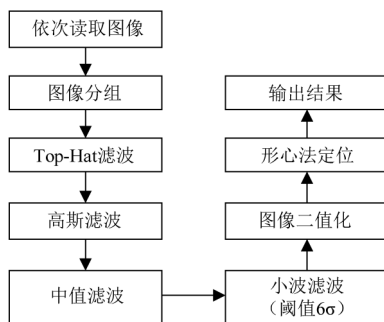 依次读取图像
图像分组
Top-Hat滤波
高斯滤波
中值滤波
小波滤波
（阈值6σ）
图像二值化
形心法定位
输出结果